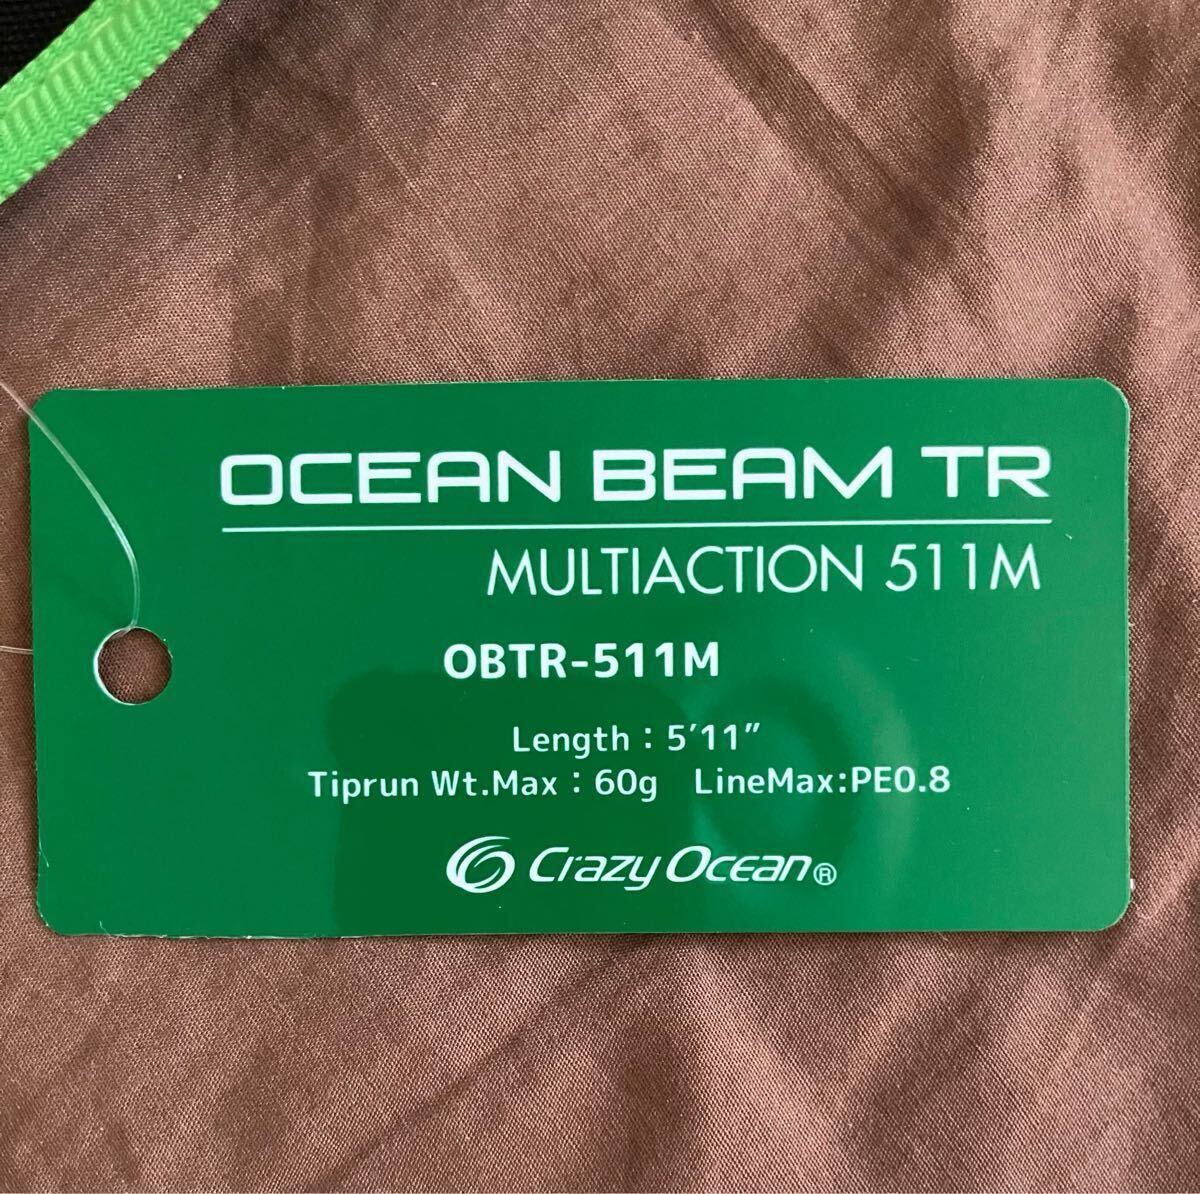 OCEAN BEAM TR
MULTIACTION 511M
OBTR-511M
Length：5′11″
Tiprun Wt.Max：60g LineMax:PE0.8
Crazy Ocean®